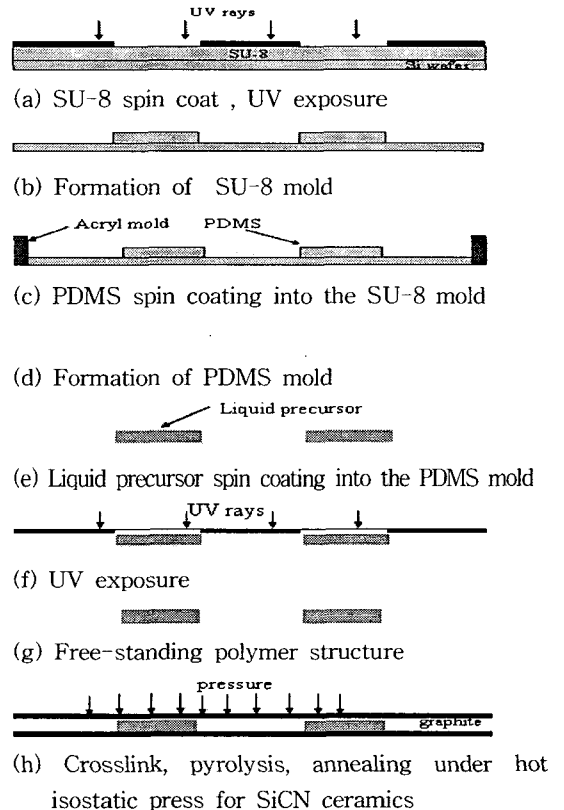 UV rays
SU-8
Si wafer
(a) SU-8 spin coat , UV exposure
(b) Formation of SU-8 mold
Acryl mold PDMS
(c) PDMS spin coating into the SU-8 mold
(d) Formation of PDMS mold
Liquid precursor
(e) Liquid precursor spin coating into the PDMS mold
UV rays
(f) UV exposure
(g) Free-standing polymer structure
pressure
graphite
(h) Crosslink, pyrolysis, annealing under hot
isostatic press for SiCN ceramics